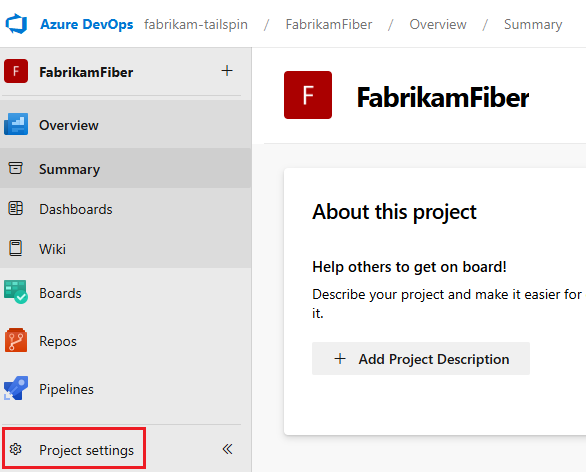 Azure DevOps fabrikam-tailspin / FabrikamFiber / Overview / Summary
F FabrikamFiber +
F FabrikamFiber
Overview
Summary
Dashboards
Wiki
Boards
Repos
Pipelines
Project settings
About this project
Help others to get on board!
Describe your project and make it easier for
it.
+ Add Project Description